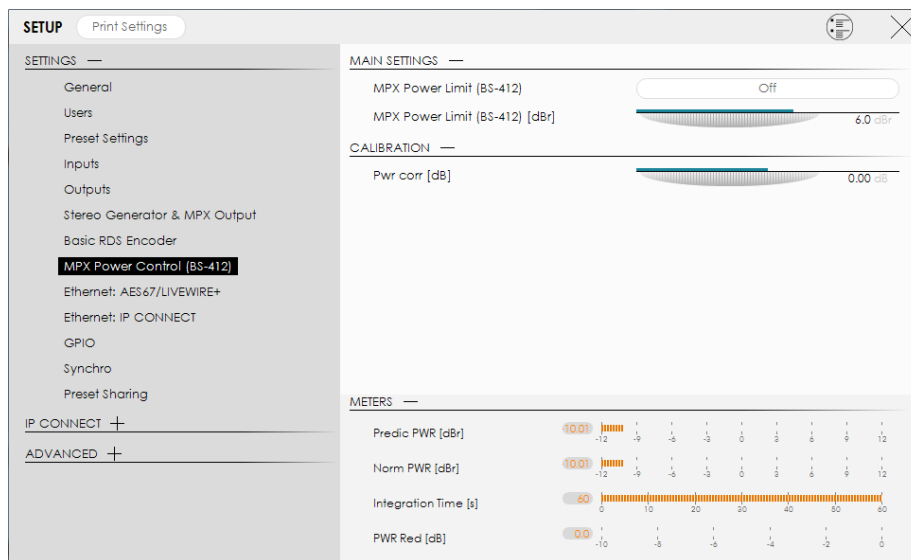 SETUP Print Settings
SETTINGS
General
Users
Preset Settings
Inputs
Outputs
Stereo Generator & MPX Output
Basic RDS Encoder
MPX Power Control (BS-412)
Ethernet: AES67/LIVEWIRE+
Ethernet: IP CONNECT
GPIO
Synchro
Preset Sharing
IP CONNECT
ADVANCED
MAIN SETTINGS
MPX Power Limit (BS-412) Off
MPX Power Limit (BS-412) [dBr] 6.0 dBr
CALIBRATION
Pwr corr [dB] 0.00 dB
METERS
Predic PWR [dBr] 10.01
-12 -9 -6 -3 0 3 6 9 12
Norm PWR [dBr] 10.01
-12 -9 -6 -3 0 3 6 9 12
Integration Time [s] 60
0 10 20 30 40 50 60
PWR Red [dB] 0.0
-10 -8 -6 -4 -2 0